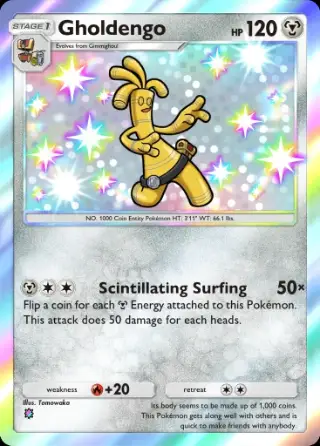 STAGE 1 Gholdengo HP 120
Evolves from Gimmighoul
NO. 1000 Coin Entity Pokémon HT: 3'11" WT: 66.1 lbs.
Scintillating Surfing 50×
Flip a coin for each Energy attached to this Pokémon.
This attack does 50 damage for each heads.
weakness +20 retreat
Illus. Tomowaka
Its body seems to be made up of 1,000 coins.
This Pokémon gets along well with others and is
quick to make friends with anybody.